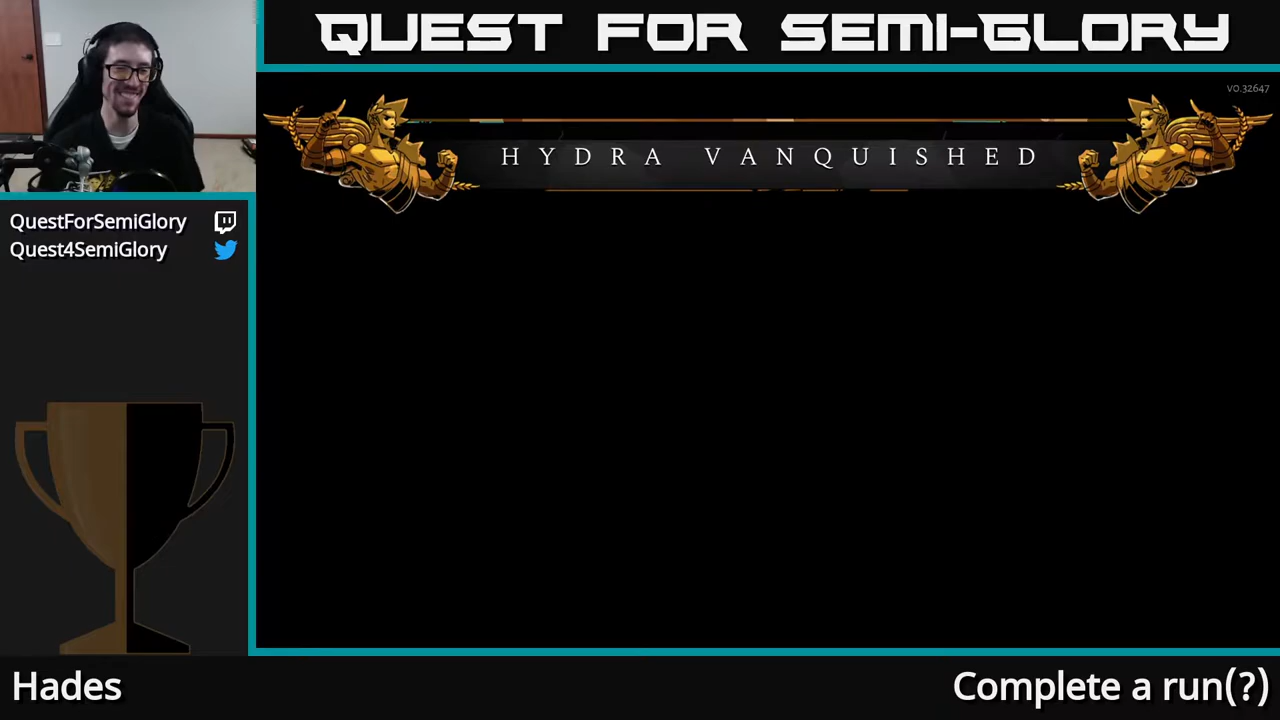 QUEST FOR SEMI-GLORY
V0.32647
HYDRA VANQUISHED
QuestForSemiGlory
Quest4SemiGlory
Hades
Complete a run(?)